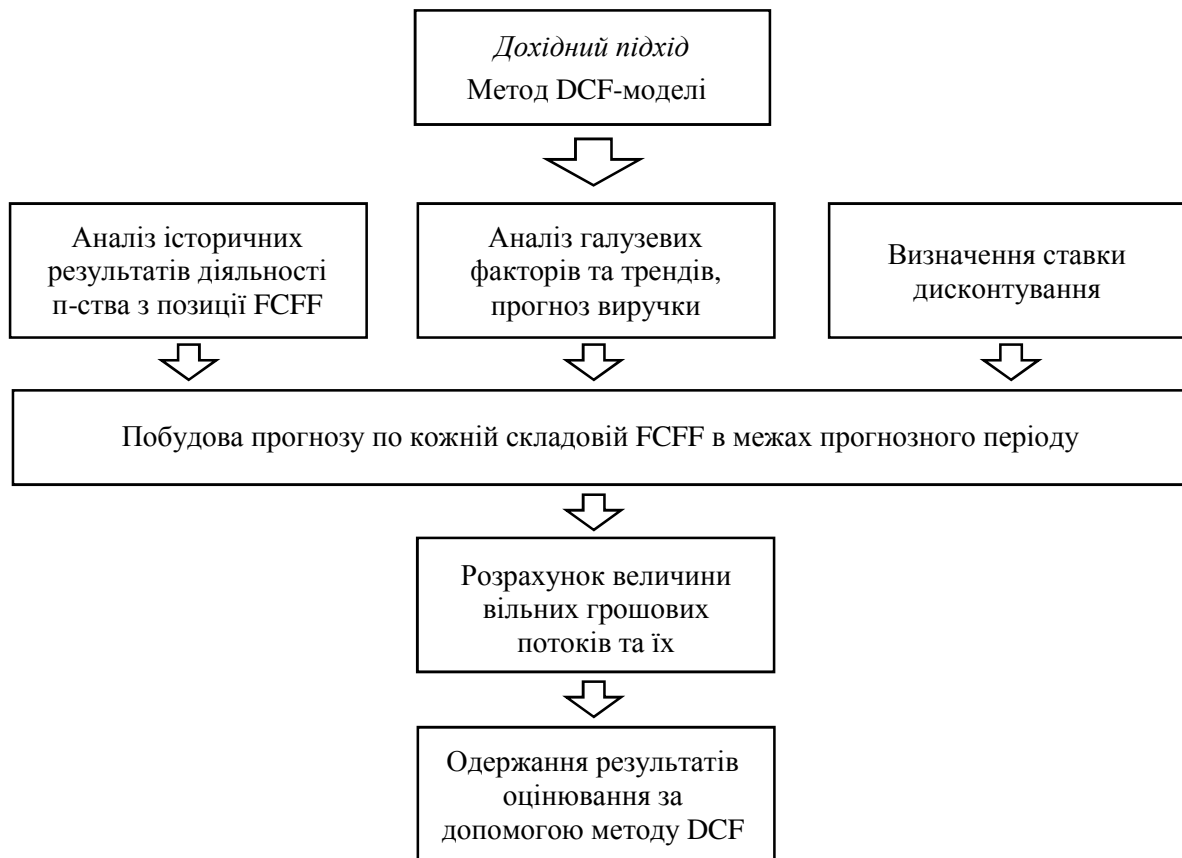 Дохідний підхід
Метод DCF-моделі
Аналіз історичних
результатів діяльності
п-ства з позиції FCFF
Аналіз галузевих
факторів та трендів,
прогноз виручки
Визначення ставки
дисконтування
Побудова прогнозу по кожній складовій FCFF в межах прогнозного періоду
Розрахунок величини
вільних грошових
потоків та їх
Одержання результатів
оцінювання за
допомогою методу DCF